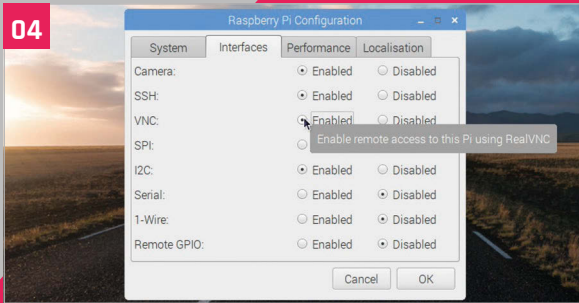 04
Raspberry Pi Configuration
System Interfaces Performance Localisation
Camera: Enabled Disabled
SSH: Enabled Disabled
VNC: Enabled Disabled
Enable remote access to this Pi using RealVNC
SPI:
I2C: Enabled Disabled
Serial: Enabled Disabled
1-Wire: Enabled Disabled
Remote GPIO: Enabled Disabled
Cancel OK